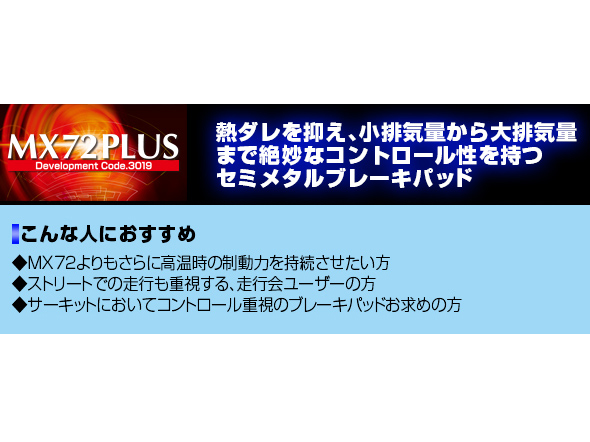 MX72PLUS
Development Code.3019
熱ダレを抑え、小排気量から大排気量
まで絶妙なコントロール性を持つ
セミメタルブレーキパッド
こんな人におすすめ
◆MX72よりもさらに高温時の制動力を持続させたい方
◆ストリートでの走行も重視する、走行会ユーザーの方
◆サーキットにおいてコントロール重視のブレーキパッドお求めの方